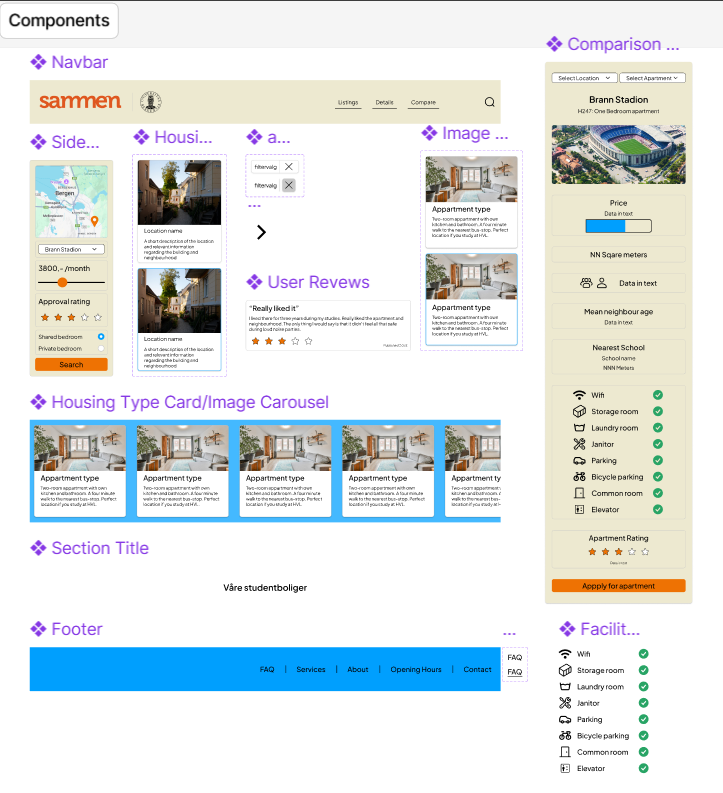 Components
Navbar
sammen
Listings
Details
Compare
Side...
Bergen
Brann Stadion
3800,-/month
Approval rating
Shared bedroom
Private bedroom
Search
Housi...
Location name
A short description of the location
and relevant information
regarding the building and
neighbourhood
Location name
A short description of the location
and relevant information
regarding the building and
neighbourhood
a...
filtervalg
filtervalg
...
User Revews
"Really liked it"
I lived there for three years during my studies. Really liked the apartment and
neighbourhood. The only thing I would say is that it didn't feel all that safe
during loud home parties.
Image ...
Appartment type
Two-room appartment with own
kitchen and bathroom. A four minute
walk to the nearest bus-stop. Perfect
location if you study at HVL.
Appartment type
Two-room appartment with own
kitchen and bathroom. A four minute
walk to the nearest bus-stop. Perfect
location if you study at HVL.
Housing Type Card/Image Carousel
Appartment type
Two-room appartment with own
kitchen and bathroom. A four minute
walk to the nearest bus-stop. Perfect
location if you study at HVL.
Appartment type
Two-room appartment with own
kitchen and bathroom. A four minute
walk to the nearest bus-stop. Perfect
location if you study at HVL.
Appartment type
Two-room appartment with own
kitchen and bathroom. A four minute
walk to the nearest bus-stop. Perfect
location if you study at HVL.
Appartment type
Two-room appartment with own
kitchen and bathroom. A four minute
walk to the nearest bus-stop. Perfect
location if you study at HVL.
Appartment ty
Two-room appartment w
kitchen and bathroom. A f
walk to the nearest bus-s
location if you study at HV
Section Title
Våre studentboliger
Footer
FAQ | Services | About | Opening Hours | Contact
...
FAQ
FAQ
Comparison ...
Select Location
Select Apartment
Brann Stadion
H247: One Bedroom apartment
Price
Data in text
NN Sqare meters
Data in text
Mean neighbour age
Data in text
Nearest School
School name
NNN Meters
Wifi
Storage room
Laundry room
Janitor
Parking
Bicycle parking
Common room
Elevator
Apartment Rating
Data in text
Appply for apartment
Facilit...
Wifi
Storage room
Laundry room
Janitor
Parking
Bicycle parking
Common room
Elevator